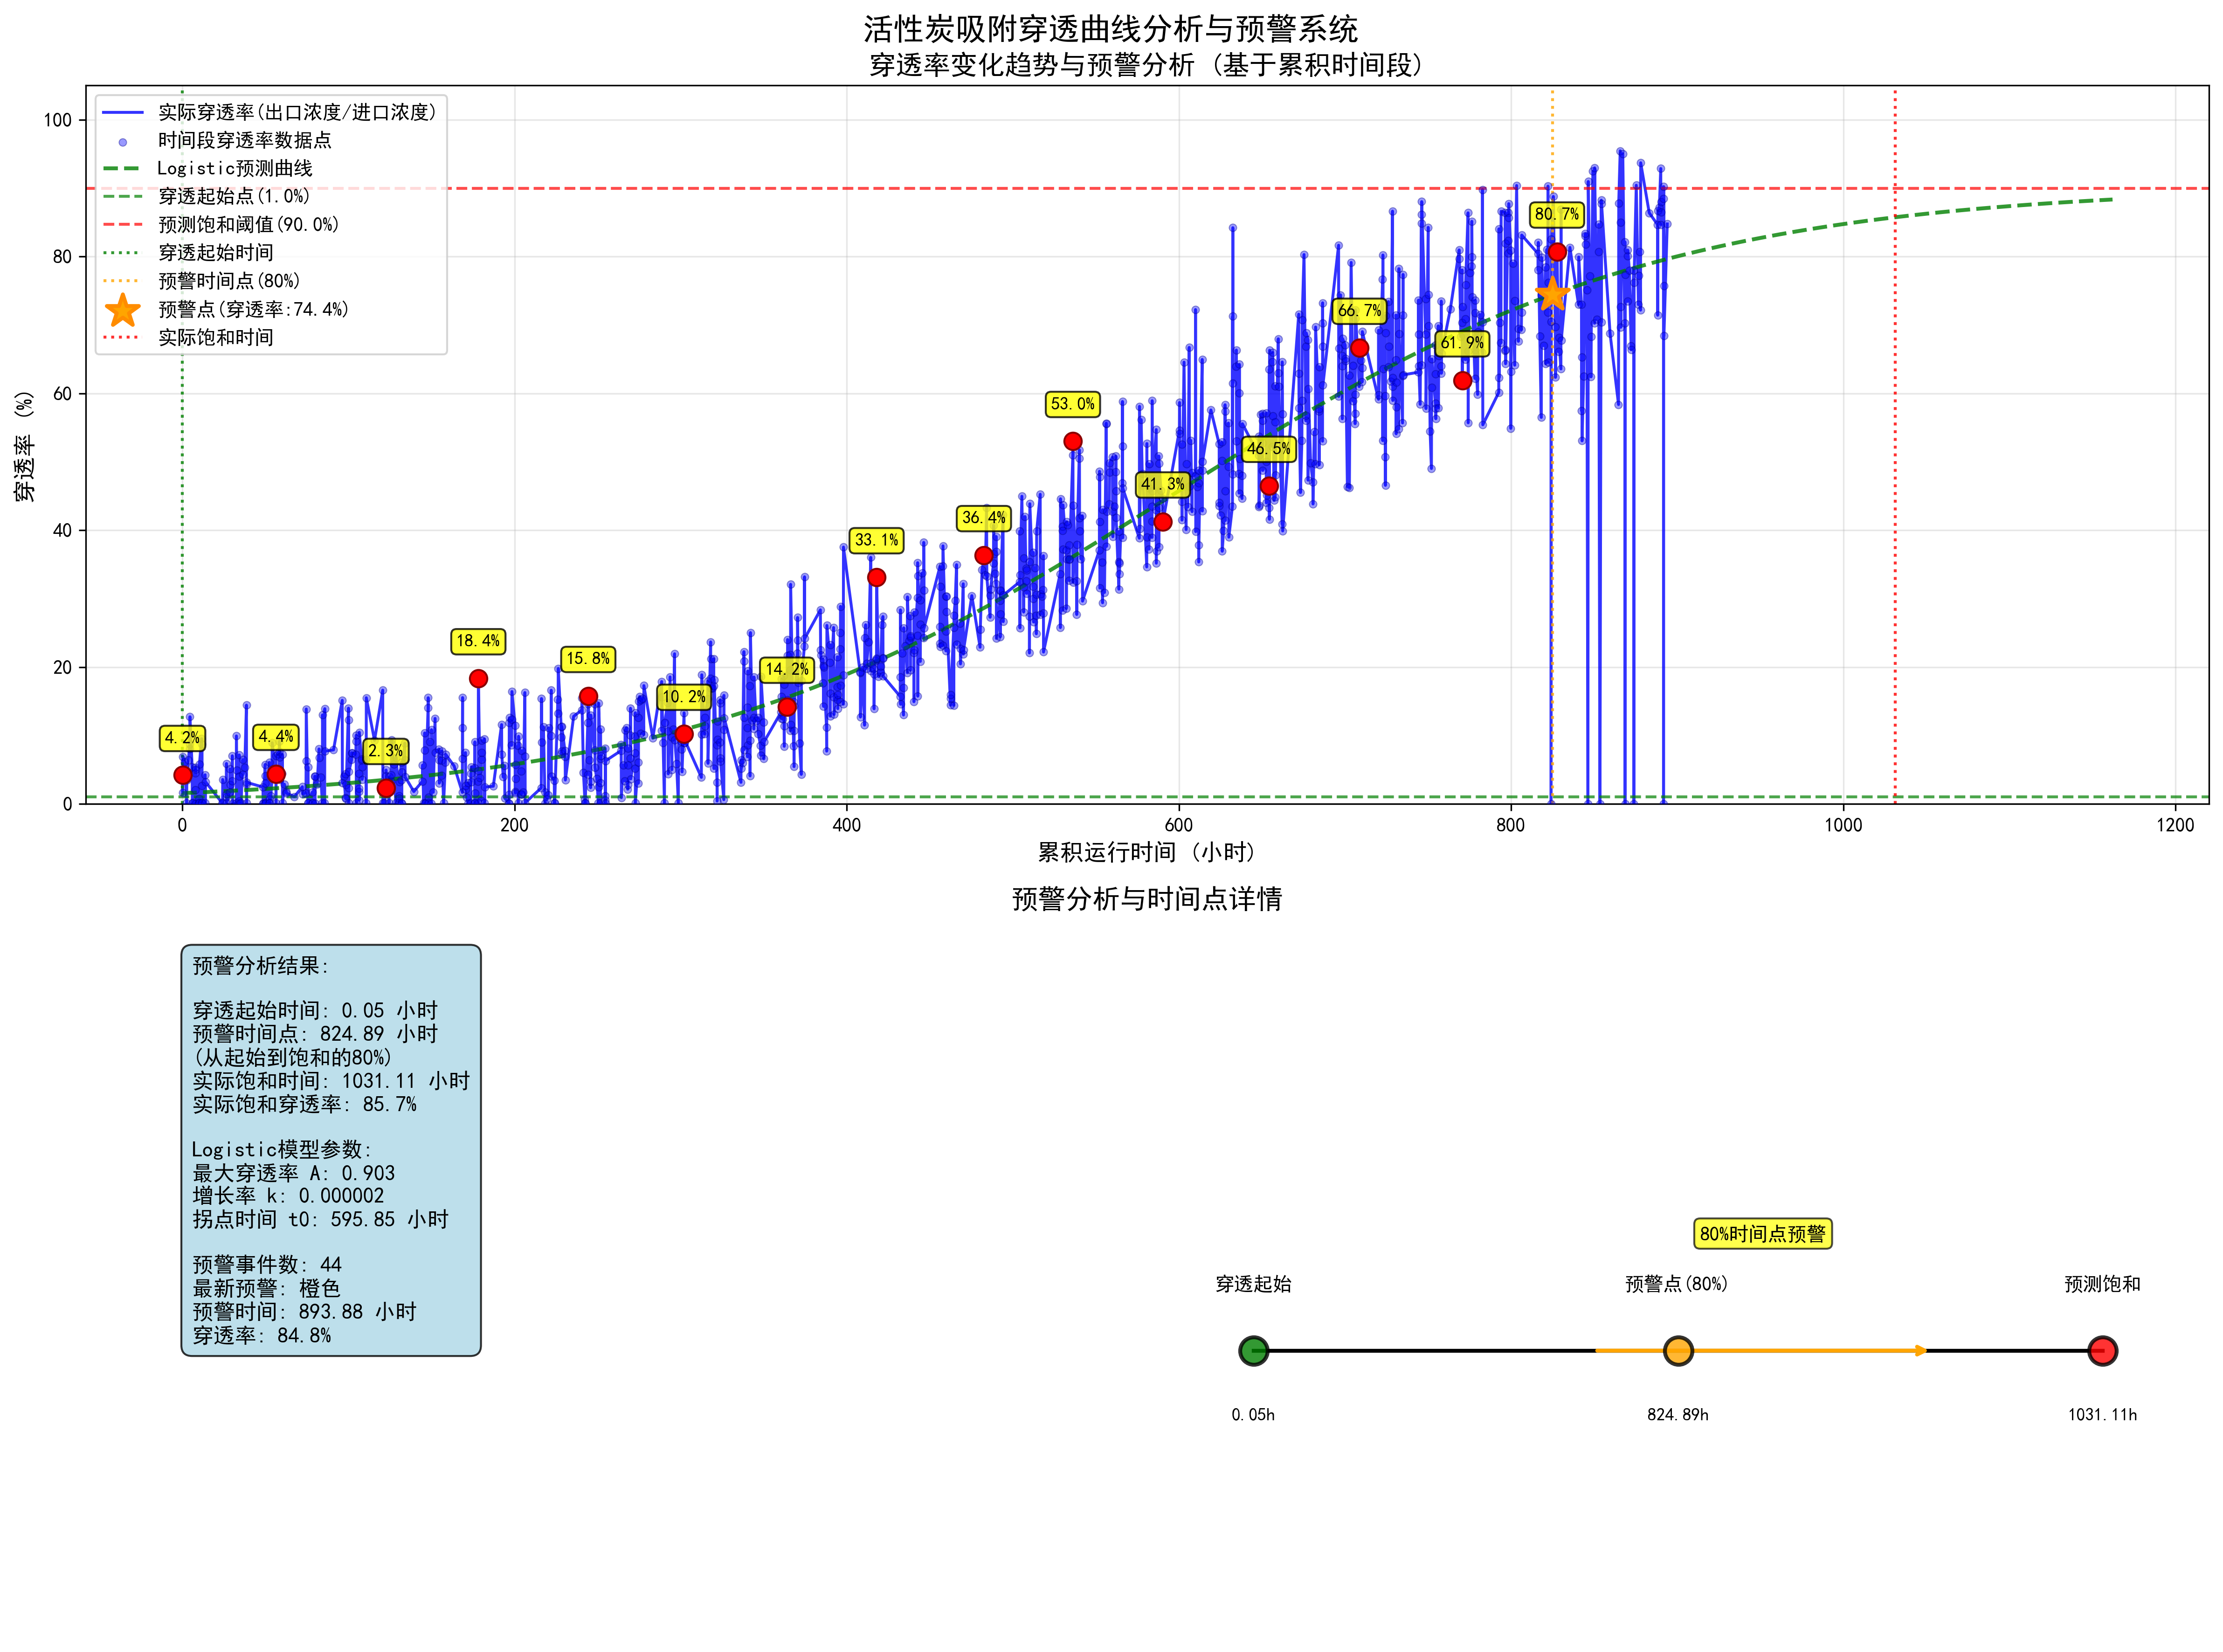 活性炭吸附穿透曲线分析与预警系统
穿透率变化趋势与预警分析 (基于累积时间段)
实际穿透率(出口浓度/进口浓度)
时间段穿透率数据点
Logistic预测曲线
穿透起始点(1.0%)
预测饱和阈值(90.0%)
穿透起始时间
预警时间点(80%)
预警点(穿透率:74.4%)
实际饱和时间
穿透率 (%)
100
80
60
40
20
0
4.2%
4.4%
2.3%
18.4%
15.8%
10.2%
14.2%
33.1%
36.4%
53.0%
41.3%
46.5%
66.7%
61.9%
80.7%
0
200
400
600
800
1000
1200
累积运行时间 (小时)
预警分析与时间点详情
预警分析结果:
穿透起始时间: 0.05 小时
预警时间点: 824.89 小时
(从起始到饱和的80%)
实际饱和时间: 1031.11 小时
实际饱和穿透率: 85.7%
Logistic模型参数:
最大穿透率 A: 0.903
增长率 k: 0.000002
拐点时间 t0: 595.85 小时
预警事件数: 44
最新预警: 橙色
预警时间: 893.88 小时
穿透率: 84.8%
80%时间点预警
穿透起始
预警点(80%)
预测饱和
0.05h
824.89h
1031.11h